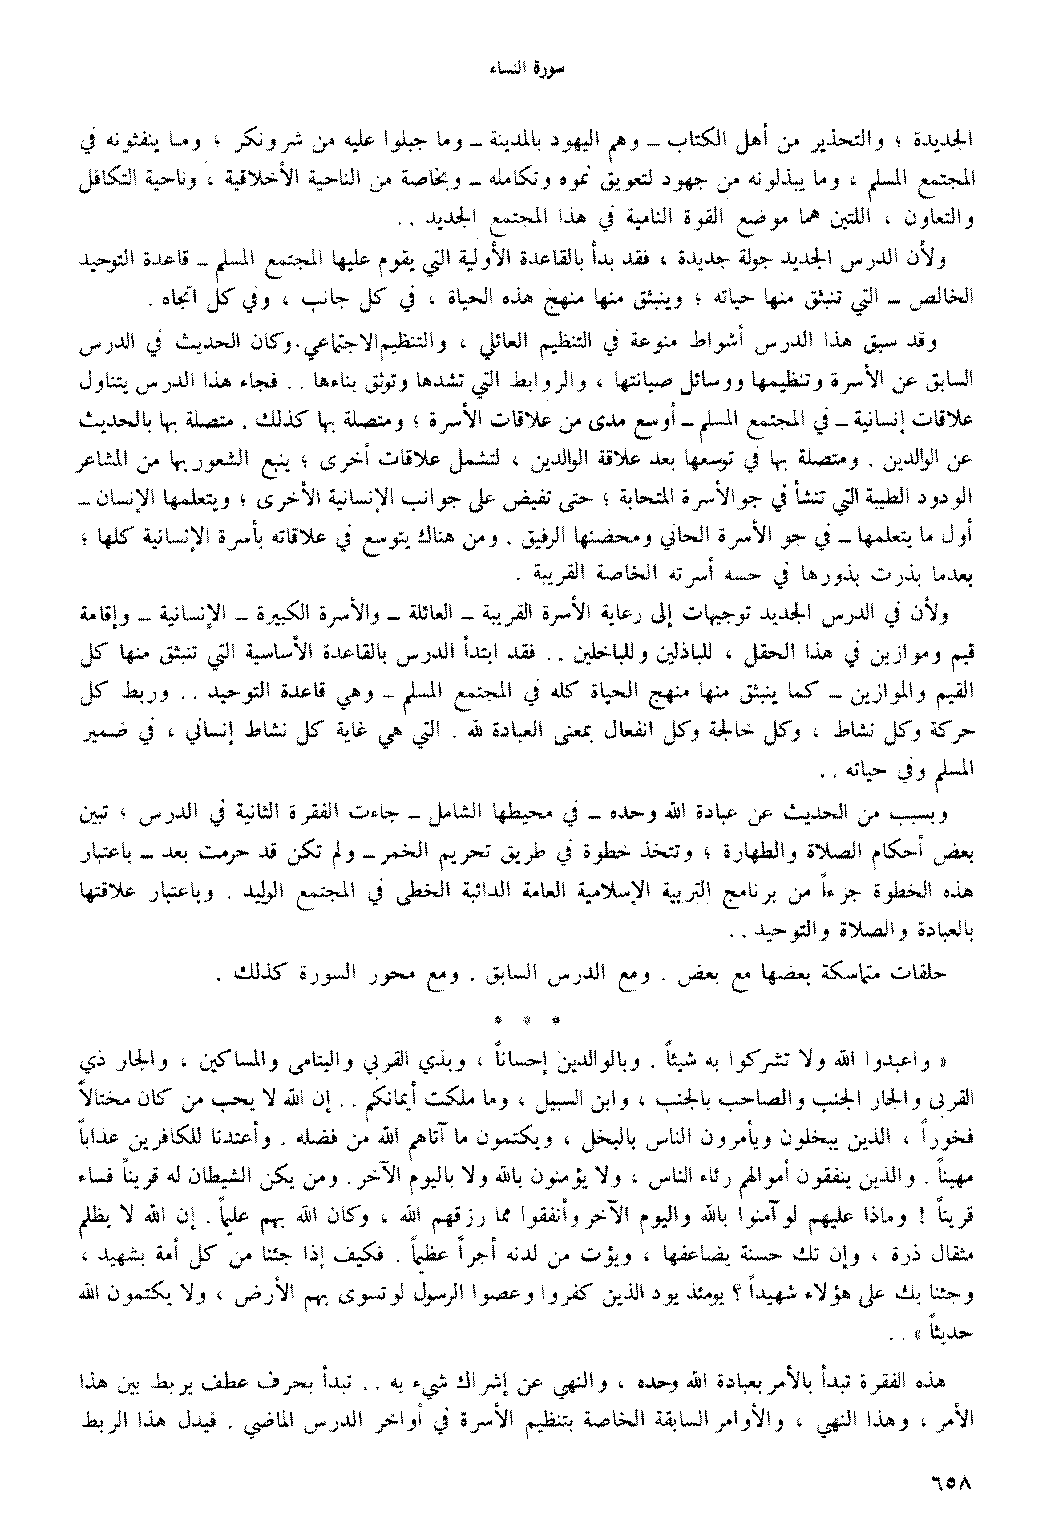 سورة النساء
الجديدة ؛ والتحذير من أهل الكتاب – وهم اليهود بالمدينة – وما جبلوا عليه من شر ونكر ؛ وما ينفثونه في
المجتمع المسلم ، وما يبذلونه من جهود لتعويق نموه وتكامله – وبخاصة من الناحية الأخلاقية ، وناحية التكافل
والتعاون ، اللتين هما موضع القوة النامية في هذا المجتمع الجديد . .
ولأن الدرس الجديد جولة جديدة ، فقد بدأ بالقاعدة الأولية التي يقوم عليها المجتمع المسلم – قاعدة التوحيد
الخالص – التي تنبثق منها حياته ؛ وينبثق منها منهج هذه الحياة ، في كل جانب ، وفي كل اتجاه .
وقد سبق هذا الدرس أشواط منوعة في التنظيم العائلي ، والتنظيم الاجتماعي . وكان الحديث في الدرس
السابق عن الأسرة وتنظيمها ووسائل صيانتها ، والروابط التي تشدها وتوثق بناءها . . فجاء هذا الدرس يتناول
علاقات إنسانية – في المجتمع المسلم – أوسع مدى من علاقات الأسرة ؛ ومتصلة بها كذلك . متصلة بها بالحديث
عن الوالدين . ومتصلة بها في توسعها بعد علاقة الوالدين ، لتشمل علاقات أخرى ؛ ينبع الشعور بها من المشاعر
الودود الطيبة التي تنشأ في جو الأسرة المتحابة ؛ حتى تفيض على جوانب الإنسانية الأخرى ؛ ويتعلمها الإنسان –
أول ما يتعلمها – في جو الأسرة الحاني ومحضنها الرفيق . ومن هناك يتوسع في علاقاته بأسرة الإنسانية كلها ؛
بعدما بذرت بذورها في حسه أسرته الخاصة القريبة .
ولأن في الدرس الجديد توجيهات إلى رعاية الأسرة القريبة – العائلة – والأسرة الكبيرة – الإنسانية – وإقامة
قيم وموازين في هذا الحقل ، للباذلين وللباخلين . . فقد ابتدأ الدرس بالقاعدة الأساسية التي تنبثق منها كل
القيم والموازين – كما ينبثق منها منهج الحياة كله في المجتمع المسلم – وهي قاعدة التوحيد . . وربط كل
حركة وكل نشاط ، وكل خالجة وكل انفعال بمعنى العبادة لله . التي هي غاية كل نشاط إنساني ، في ضمير
المسلم وفي حياته . .
وبسبب من الحديث عن عبادة الله وحده – في محيطها الشامل – جاءت الفقرة الثانية في الدرس ؛ تبين
بعض أحكام الصلاة والطهارة ؛ وتتخذ خطوة في طريق تحريم الخمر – ولم تكن قد حرمت بعد – باعتبار
هذه الخطوة جزءاً من برنامج التربية الإسلامية العامة الدائبة الخطى في المجتمع الوليد . وباعتبار علاقتها
بالعبادة والصلاة والتوحيد . .
حلقات متماسكة بعضها مع بعض . ومع الدرس السابق . ومع محور السورة كذلك .
* * *
« واعبدوا الله ولا تشركوا به شيئاً . وبالوالدين إحساناً ، وبذي القربى واليتامى والمساكين ، والجار ذي
القربى والجار الجنب والصاحب بالجنب ، وابن السبيل ، وما ملكت أيمانكم . . إن الله لا يحب من كان مختالاً
فخوراً ، الذين يبخلون ويأمرون الناس بالبخل ، ويكتمون ما آتاهم الله من فضله . وأعتدنا للكافرين عذاباً
مهيناً . والذين ينفقون أموالهم رئاء الناس ، ولا يؤمنون بالله ولا باليوم الآخر . ومن يكن الشيطان له قريناً فساء
قريناً ! وماذا عليهم لو آمنوا بالله واليوم الآخر وأنفقوا مما رزقهم الله ، وكان الله بهم عليماً . إن الله لا يظلم
مثقال ذرة ، وإن تك حسنة يضاعفها ، ويؤت من لدنه أجراً عظيماً . فكيف إذا جئنا من كل أمة بشهيد ،
وجئنا بك على هؤلاء شهيداً ؟ يومئذ يود الذين كفروا وعصوا الرسول لو تسوى بهم الأرض ، ولا يكتمون الله
حديثاً » . .
هذه الفقرة تبدأ بالأمر بعبادة الله وحده ، والنهي عن إشراك شيء به . . تبدأ بحرف عطف يربط بين هذا
الأمر ، وهذا النهي ، والأوامر السابقة الخاصة بتنظيم الأسرة في أواخر الدرس الماضي . فيدل هذا الربط
٦٥٨